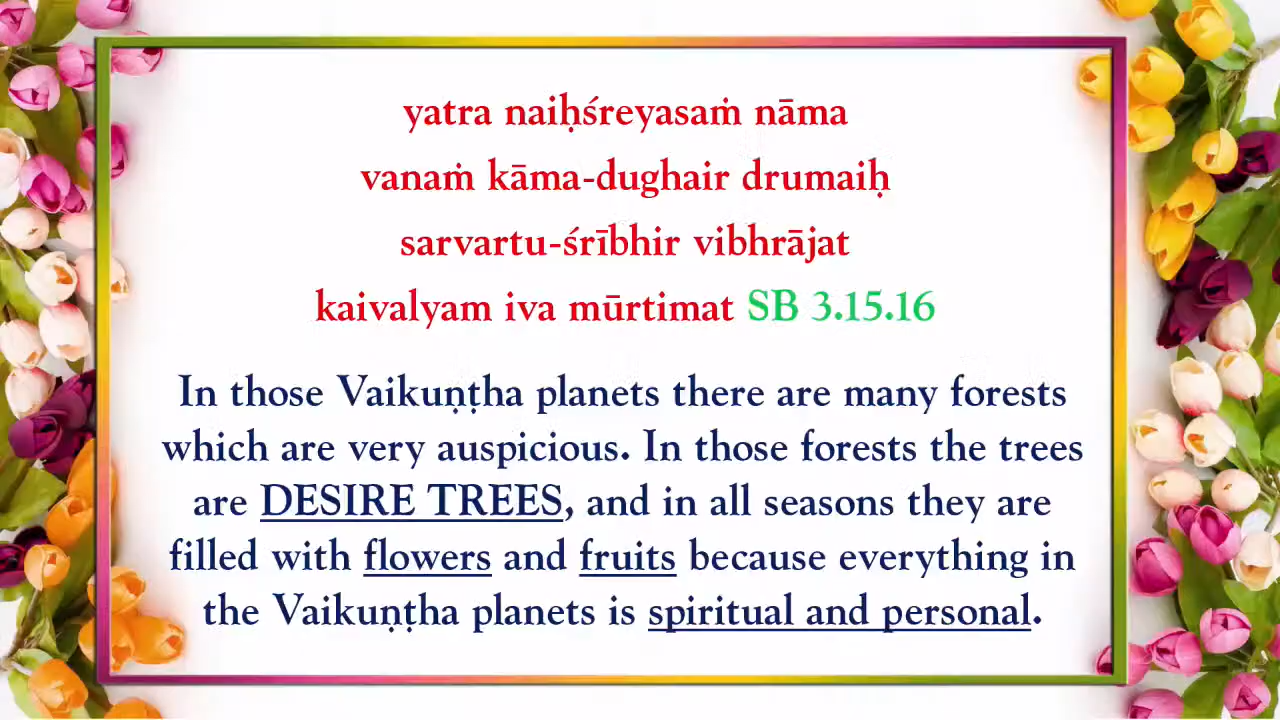 yatra naiḥśreyasaṁ nāma
vanaṁ kāma-dughair drumaiḥ
sarvartu-śrībhir vibhrājat
kaivalyam iva mūrtimat SB 3.15.16
In those Vaikuṇṭha planets there are many forests
which are very auspicious. In those forests the trees
are DESIRE TREES, and in all seasons they are
filled with flowers and fruits because everything in
the Vaikuṇṭha planets is spiritual and personal.